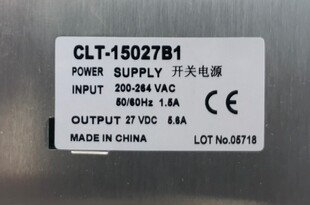 CLT-15027B1
POWER SUPPLY 开关电源
INPUT 200-264 VAC
50/60Hz 1.5A
OUTPUT 27 VDC 5.6A
MADE IN CHINA LOT No.05718
CE